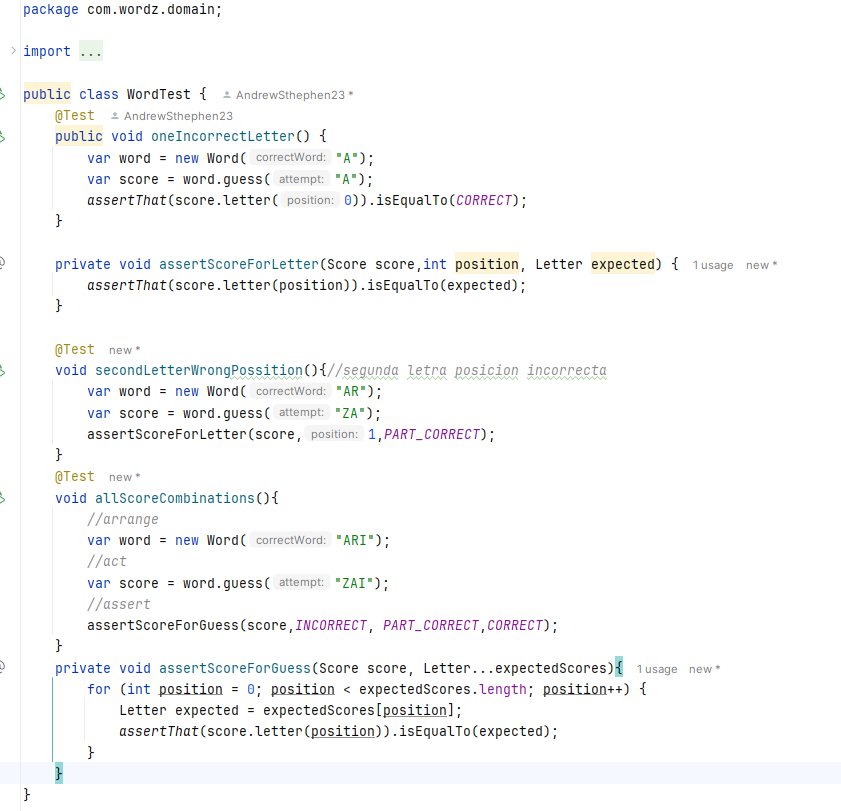 package com.wordz.domain;
import ...
public class WordTest { AndrewSthephen23 *
@Test AndrewSthephen23
public void oneIncorrectLetter() {
var word = new Word( correctWord: "A");
var score = word.guess( attempt: "A");
assertThat(score.letter( position: 0)).isEqualTo(CORRECT);
}
private void assertScoreForLetter(Score score,int position, Letter expected) { 1 usage new *
assertThat(score.letter(position)).isEqualTo(expected);
}
@Test new *
void secondLetterWrongPossition(){//segunda letra posicion incorrecta
var word = new Word( correctWord: "AR");
var score = word.guess( attempt: "ZA");
assertScoreForLetter(score, position: 1,PART_CORRECT);
}
@Test new *
void allScoreCombinations(){
//arrange
var word = new Word( correctWord: "ARI");
//act
var score = word.guess( attempt: "ZAI");
//assert
assertScoreForGuess(score,INCORRECT, PART_CORRECT,CORRECT);
}
private void assertScoreForGuess(Score score, Letter...expectedScores){ 1 usage new *
for (int position = 0; position < expectedScores.length; position++) {
Letter expected = expectedScores[position];
assertThat(score.letter(position)).isEqualTo(expected);
}
}
}